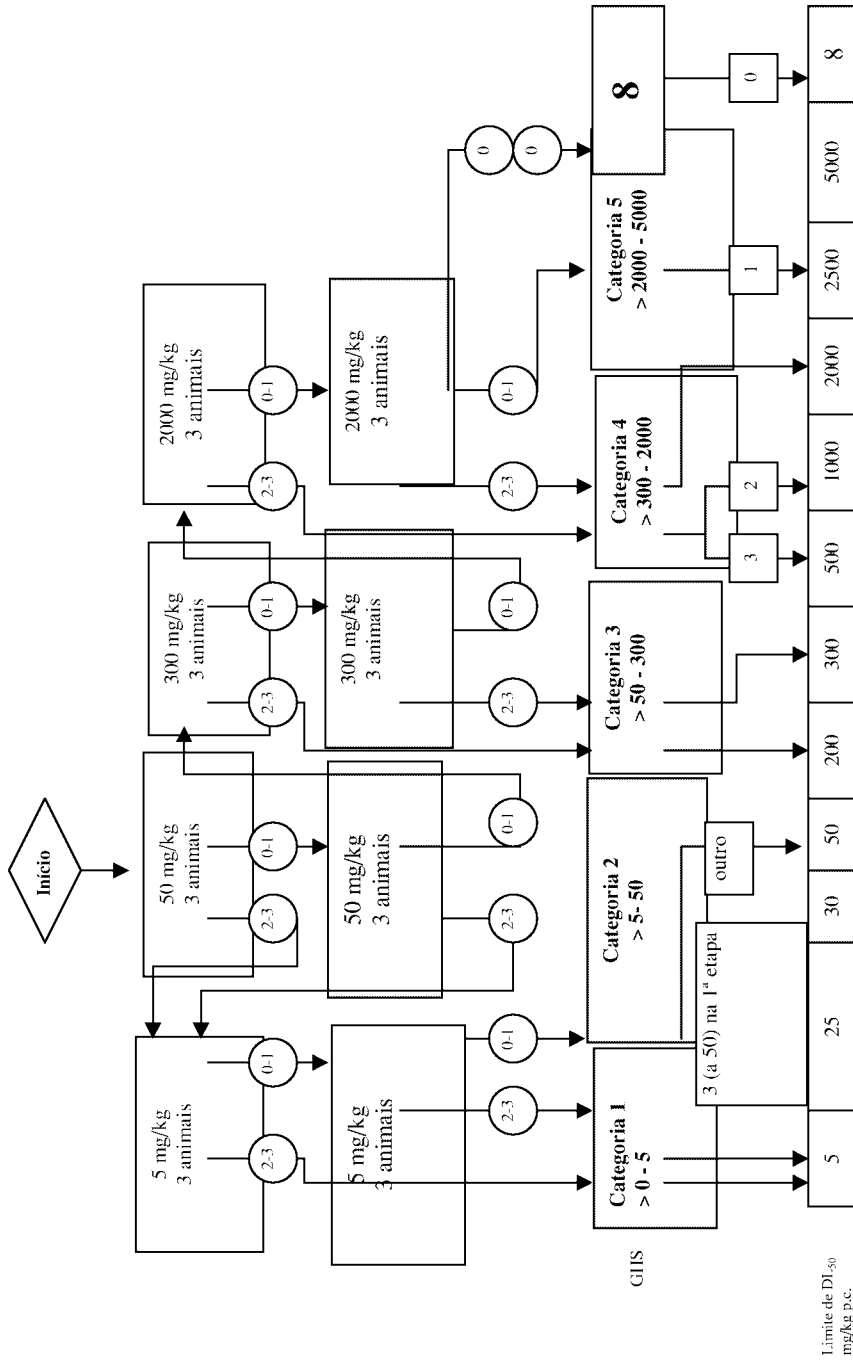 Início
5 mg/kg
3 animais
50 mg/kg
3 animais
300 mg/kg
3 animais
2000 mg/kg
3 animais
2-3
0-1
2-3
0-1
2-3
0-1
2-3
0-1
5 mg/kg
3 animais
50 mg/kg
3 animais
300 mg/kg
3 animais
2000 mg/kg
3 animais
2-3
0-1
2-3
0-1
2-3
0-1
2-3
0-1
0
0
GHS
Categoria 1
> 0 - 5
Categoria 2
> 5- 50
Categoria 3
> 50 - 300
Categoria 4
> 300 - 2000
Categoria 5
> 2000 - 5000
8
3 (a 50) na 1ª etapa
outro
3
2
1
0
Limite de DL50
mg/kg p.c.
5
25
30
50
200
300
500
1000
2000
2500
5000
8